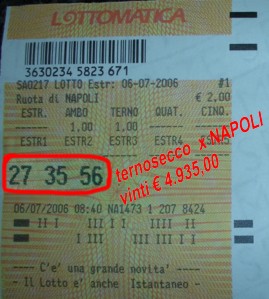 LOTTOMATICA
3630234 5823 671
SA0217 LOTTO Estr: 06-07-2006 #1
Ruota di NAPOLI € 2,00
ESTR. AMBO TERNO QUAT. CINQ.
1.00 1.00
ESTR1 ESTR2 ESTR3 ESTR4 ESTR5
27 35 56
ternosecco x NAPOLI
vinti € 4.935,00
06/07/2006 08:40 NA1473 1 207 8424
C'e' una grande novita'
Il Lotto e' anche Istantaneo